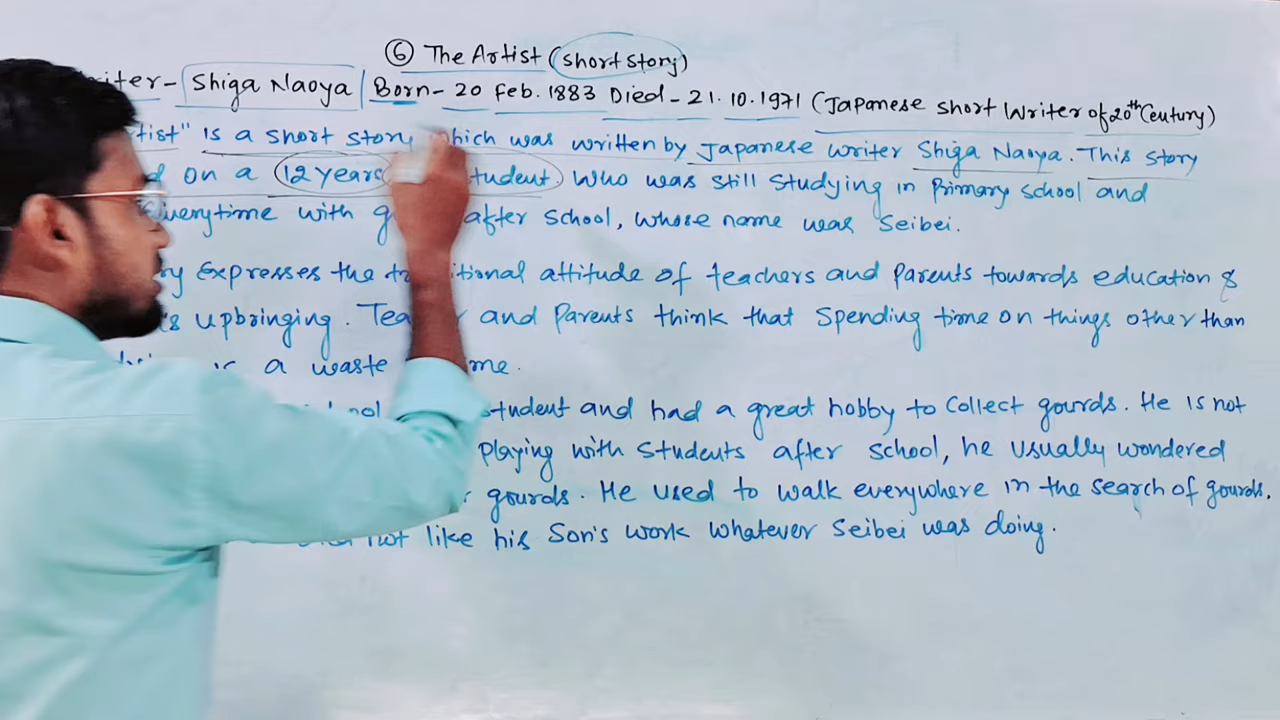 ⑥ The Artist (short story)
writer- Shiga Naoya | Born- 20 Feb. 1883 Died - 21. 10. 1971 (Japanese short Writer of 20th Century)
tist" is a short story which was written by Japanese writer Shiga Naoya. This story
on a 12 years student. Who was still studying in Primary school and
everytime with after school, whose name was Seibei.
expresses the traditional attitude of teachers and parents towards education &
upbringing. Teacher and Parents think that spending time on things other than
is a waste
student and had a great hobby to collect gourds. He is not
playing with students after school, he usually wondered
gourds. He used to walk everywhere in the search of gourds.
not like his Son's work whatever Seibei was doing.